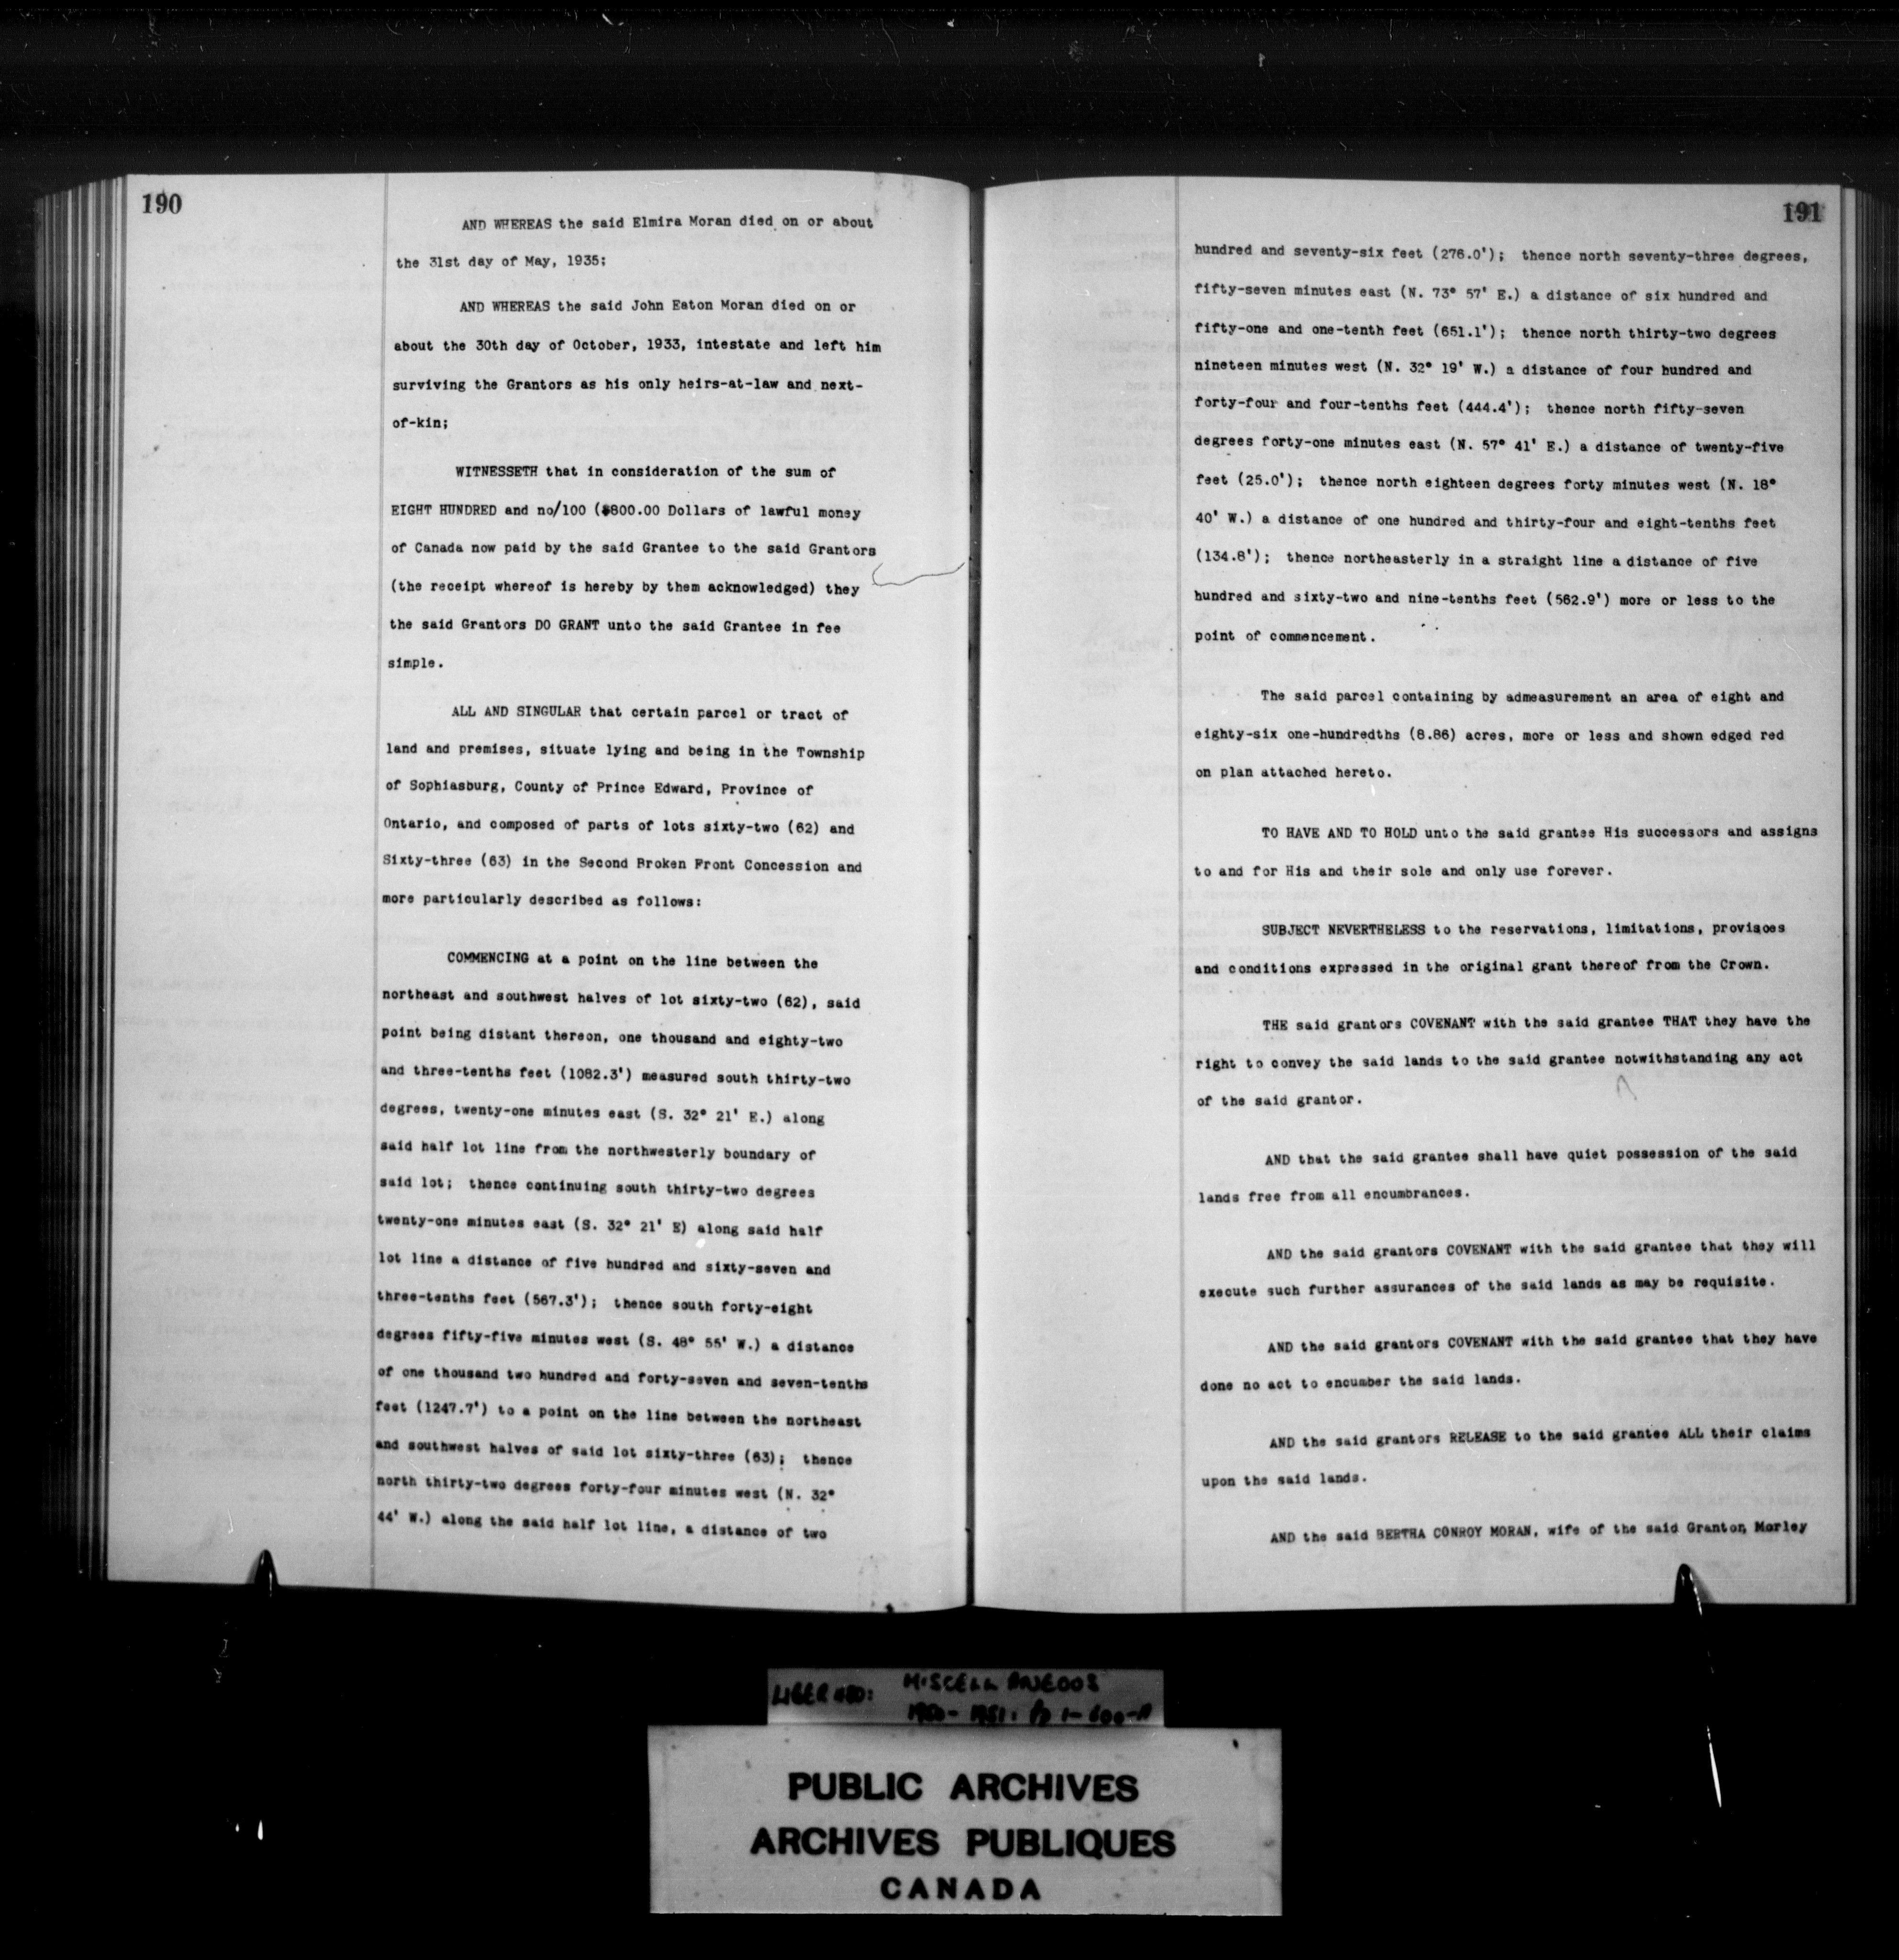 190
AND WHEREAS the said Elmira Moran died on or about
the 31st day of May, 1935;
AND WHEREAS the said John Eaton Moran died on or
about the 30th day of October, 1933, intestate and left him
surviving the Grantors as his only heirs-at-law and next-
of-kin;
WITNESSETH that in consideration of the sum of
EIGHT HUNDRED and no/100 ($800.00 Dollars of lawful money
of Canada now paid by the said Grantee to the said Grantors
(the receipt whereof is hereby by them acknowledged) they
the said Grantors DO GRANT unto the said Grantee in fee
simple.
ALL AND SINGULAR that certain parcel or tract of
land and premises, situate lying and being in the Township
of Sophiasburg, County of Prince Edward, Province of
Ontario, and composed of parts of lots sixty-two (62) and
Sixty-three (63) in the Second Broken Front Concession and
more particularly described as follows:
COMMENCING at a point on the line between the
northeast and southwest halves of lot sixty-two (62), said
point being distant thereon, one thousand and eighty-two
and three-tenths feet (1082.3') measured south thirty-two
degrees, twenty-one minutes east (S. 32° 21' E.) along
said half lot line from the northwesterly boundary of
said lot; thence continuing south thirty-two degrees
twenty-one minutes east (S. 32° 21' E) along said half
lot line a distance of five hundred and sixty-seven and
three-tenths feet (567.3'); thence south forty-eight
degrees fifty-five minutes west (S. 48° 55' W.) a distance
of one thousand two hundred and forty-seven and seven-tenths
feet (1247.7') to a point on the line between the northeast
and southwest halves of said lot sixty-three (63); thence
north thirty-two degrees forty-four minutes west (N. 32°
44' W.) along the said half lot line, a distance of two
191
hundred and seventy-six feet (276.0'); thence north seventy-three degrees,
fifty-seven minutes east (N. 73° 57' E.) a distance of six hundred and
fifty-one and one-tenth feet (651.1'); thence north thirty-two degrees
nineteen minutes west (N. 32° 19' W.) a distance of four hundred and
forty-four and four-tenths feet (444.4'); thence north fifty-seven
degrees forty-one minutes east (N. 57° 41' E.) a distance of twenty-five
feet (25.0'); thence north eighteen degrees forty minutes west (N. 18°
40' W.) a distance of one hundred and thirty-four and eight-tenths feet
(134.8'); thence northeasterly in a straight line a distance of five
hundred and sixty-two and nine-tenths feet (562.9') more or less to the
point of commencement.
The said parcel containing by admeasurement an area of eight and
eighty-six one-hundredths (8.86) acres, more or less and shown edged red
on plan attached hereto.
TO HAVE AND TO HOLD unto the said grantee His successors and assigns
to and for His and their sole and only use forever.
SUBJECT NEVERTHELESS to the reservations, limitations, provisoes
and conditions expressed in the original grant thereof from the Crown.
THE said grantors COVENANT with the said grantee THAT they have the
right to convey the said lands to the said grantee notwithstanding any act
of the said grantor.
AND that the said grantee shall have quiet possession of the said
lands free from all encumbrances.
AND the said grantors COVENANT with the said grantee that they will
execute such further assurances of the said lands as may be requisite.
AND the said grantors COVENANT with the said grantee that they have
done no act to encumber the said lands.
AND the said grantors RELEASE to the said grantee ALL their claims
upon the said lands.
AND the said BERTHA CONROY MORAN, wife of the said Grantor, Morley
LIBER MISCELLANEOUS
1-600-A
PUBLIC ARCHIVES
ARCHIVES PUBLIQUES
CANADA